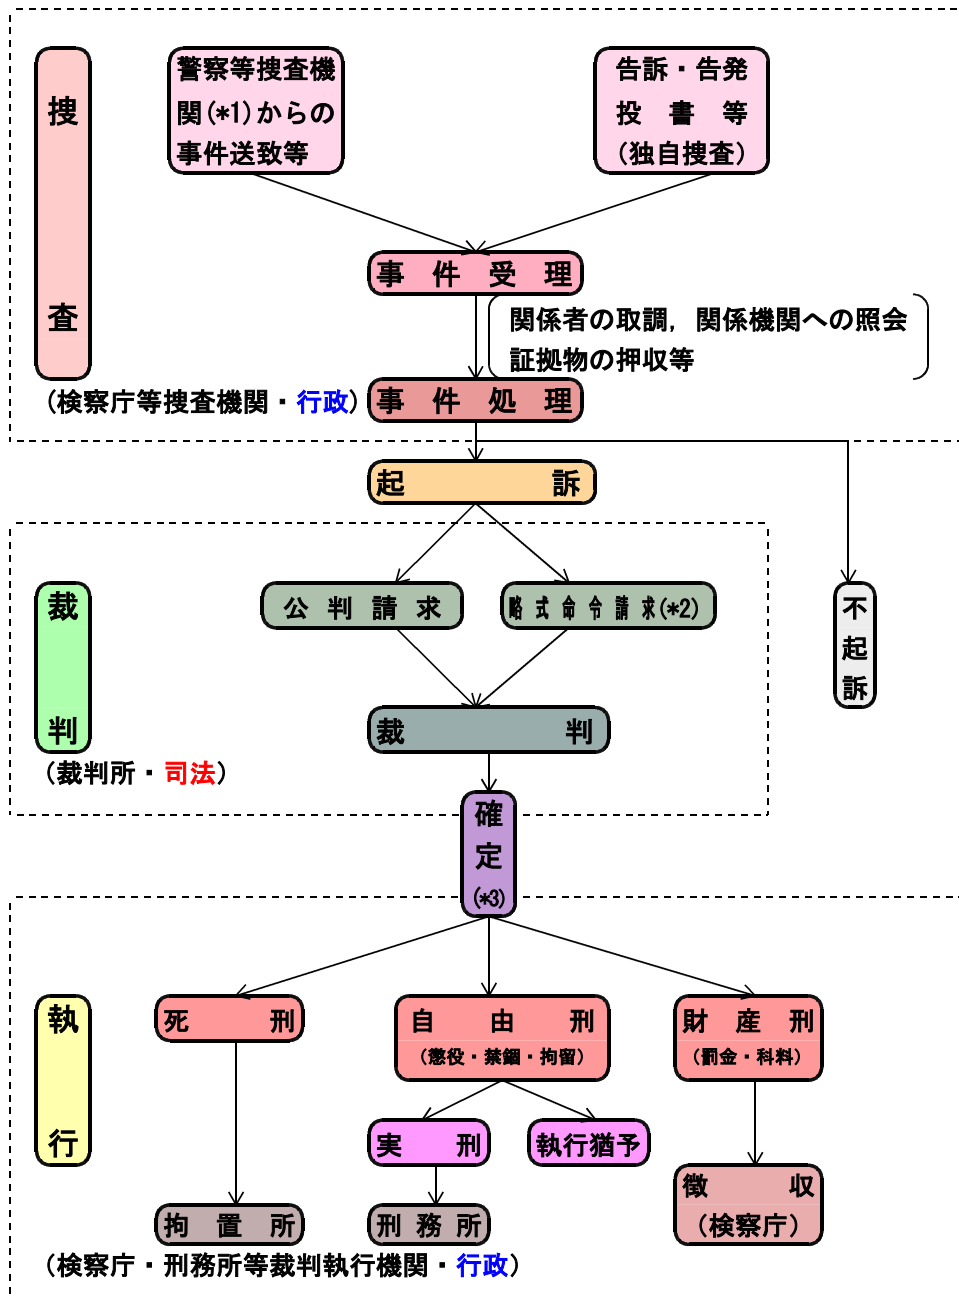 捜査
警察等捜査機
関(*1)からの
事件送致等
告訴・告発
投書等
(独自捜査)
事件受理
関係者の取調，関係機関への照会
証拠物の押収等
(検察庁等捜査機関・行政)
事件処理
起訴
裁判
公判請求
略式命令請求(*2)
不起訴
裁判
(裁判所・司法)
確定
(*3)
執行
死刑
自由刑
(懲役・禁錮・拘留)
財産刑
(罰金・科料)
実刑
執行猶予
徴収
(検察庁)
拘置所
刑務所
(検察庁・刑務所等裁判執行機関・行政)